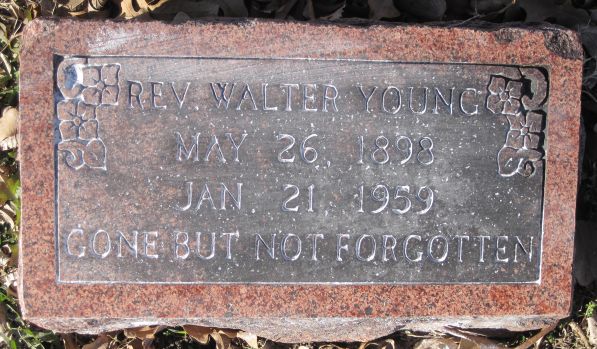 REV. WALTER YOUNG
MAY 26, 1898
JAN 21, 1959
GONE BUT NOT FORGOTTEN